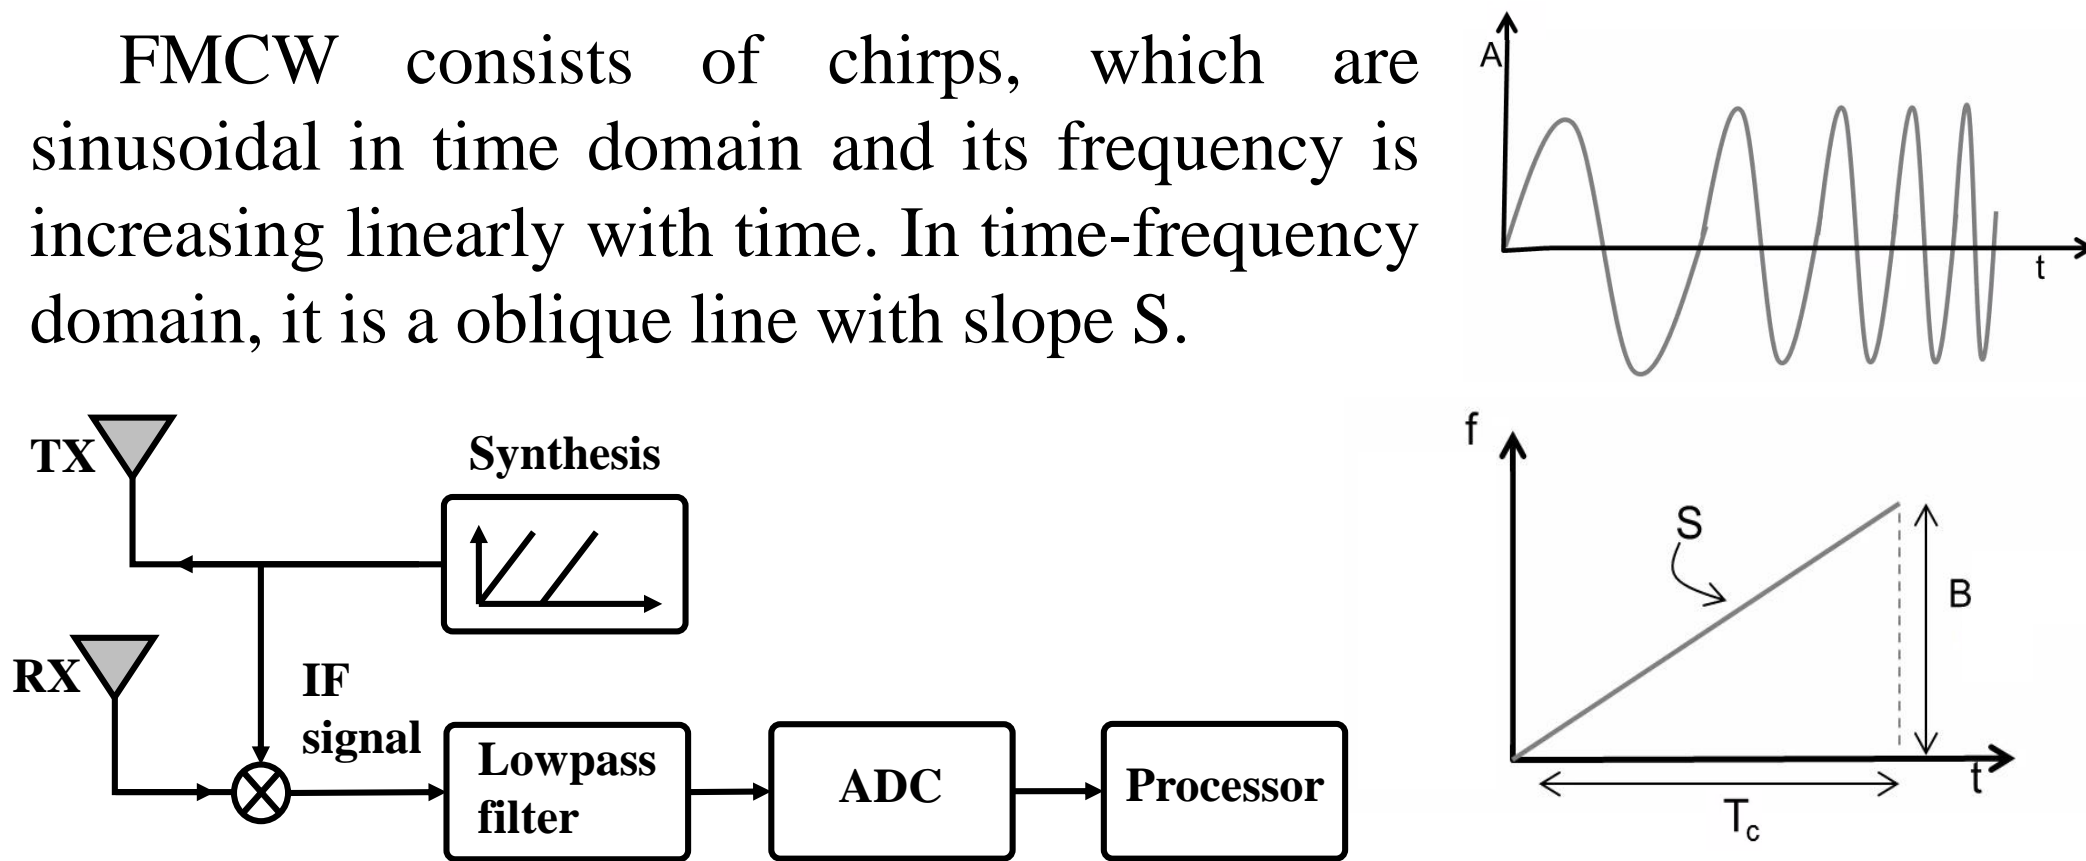 FMCW consists of chirps, which are
sinusoidal in time domain and its frequency is
increasing linearly with time. In time-frequency
domain, it is a oblique line with slope S.
A
t
TX
Synthesis
RX
IF
signal
Lowpass
filter
ADC
Processor
f
S
B
t
Tc